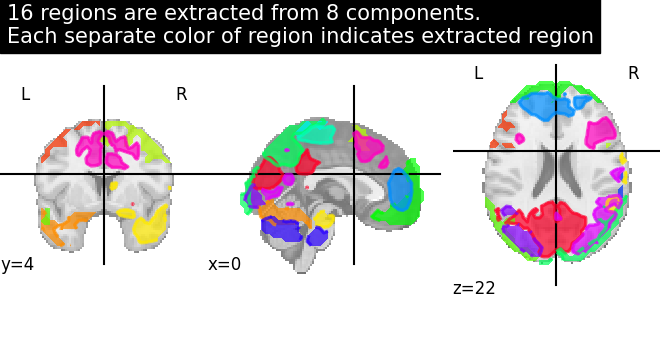 16 regions are extracted from 8 components.
Each separate color of region indicates extracted region
L R
L R
y=4
x=0
z=22